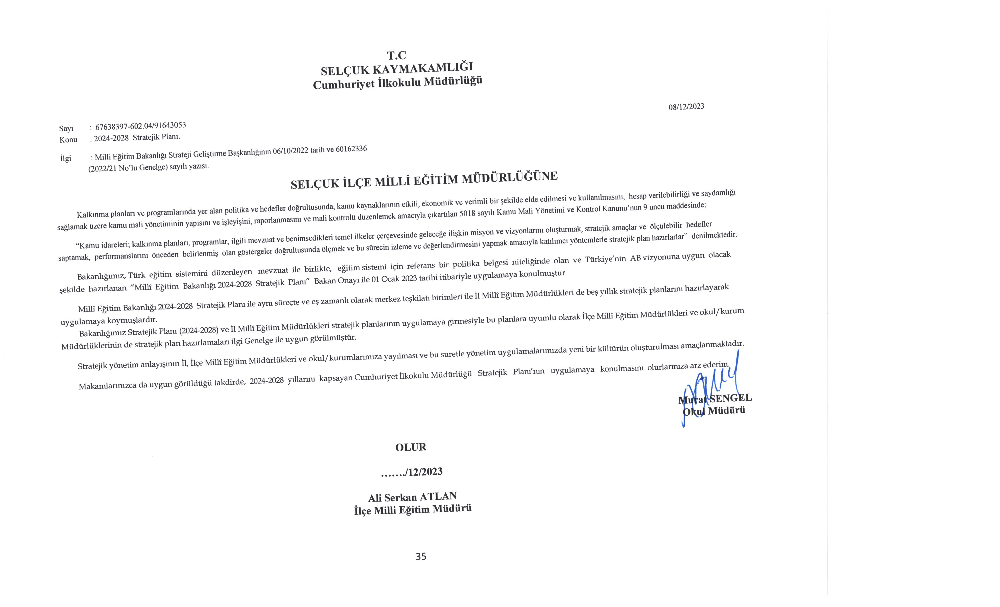 T.C
SELÇUK KAYMAKAMLIĞI
Cumhuriyet İlkokulu Müdürlüğü
08/12/2023
Sayı : 67638397-602.04/91643053
Konu : 2024-2028 Stratejik Planı.
İlgi : Milli Eğitim Bakanlığı Strateji Geliştirme Başkanlığının 06/10/2022 tarih ve 60162336
(2022/21 No’lu Genelge) sayılı yazısı.
SELÇUK İLÇE MİLLİ EĞİTİM MÜDÜRLÜĞÜNE
Kalkınma planları ve programlarında yer alan politika ve hedefler doğrultusunda, kamu kaynaklarının etkili, ekonomik ve verimli bir şekilde elde edilmesi ve kullanılmasını, hesap verilebilirliği ve saydamlığı
sağlamak üzere kamu mali yönetiminin yapısını ve işleyişini, raporlanmasını ve mali kontrolü düzenlemek amacıyla çıkartılan 5018 sayılı Kamu Mali Yönetimi ve Kontrol Kanunu’nun 9 uncu maddesinde;
“Kamu idareleri; kalkınma planları, programlar, ilgili mevzuat ve benimsedikleri temel ilkeler çerçevesinde geleceğe ilişkin misyon ve vizyonlarını oluşturmak, stratejik amaçlar ve ölçülebilir hedefler
saptamak, performanslarını önceden belirlenmiş olan göstergeler doğrultusunda ölçmek ve bu sürecin izleme ve değerlendirmesini yapmak amacıyla katılımcı yöntemlerle stratejik plan hazırlarlar” denilmektedir.
Bakanlığımız, Türk eğitim sistemini düzenleyen mevzuat ile birlikte, eğitim sistemi için referans bir politika belgesi niteliğinde olan ve Türkiye’nin AB vizyonuna uygun olacak
şekilde hazırlanan “Millî Eğitim Bakanlığı 2024-2028 Stratejik Planı” Bakan Onayı ile 01 Ocak 2023 tarihi itibariyle uygulamaya konulmuştur
Millî Eğitim Bakanlığı 2024-2028 Stratejik Planı ile aynı süreçte ve eş zamanlı olarak merkez teşkilatı birimleri ile İl Millî Eğitim Müdürlükleri de beş yıllık stratejik planlarını hazırlayarak
uygulamaya koymuşlardır.
Bakanlığımız Stratejik Planı (2024-2028) ve İl Millî Eğitim Müdürlükleri stratejik planlarının uygulamaya girmesiyle bu planlara uyumlu olarak İlçe Millî Eğitim Müdürlükleri ve okul/kurum
Müdürlüklerinin de stratejik plan hazırlamaları ilgi Genelge ile uygun görülmüştür.
Stratejik yönetim anlayışının İl, İlçe Millî Eğitim Müdürlükleri ve okul/kurumlarımıza yayılması ve bu suretle yönetim uygulamalarımızda yeni bir kültürün oluşturulması amaçlanmaktadır.
Makamlarınızca da uygun görüldüğü takdirde, 2024-2028 yıllarını kapsayan Cumhuriyet İlkokulu Müdürlüğü Stratejik Planı’nın uygulamaya konulmasını olurlarınıza arz ederim.
Murat SENGEL
Okul Müdürü
OLUR
......./12/2023
Ali Serkan ATLAN
İlçe Milli Eğitim Müdürü
35